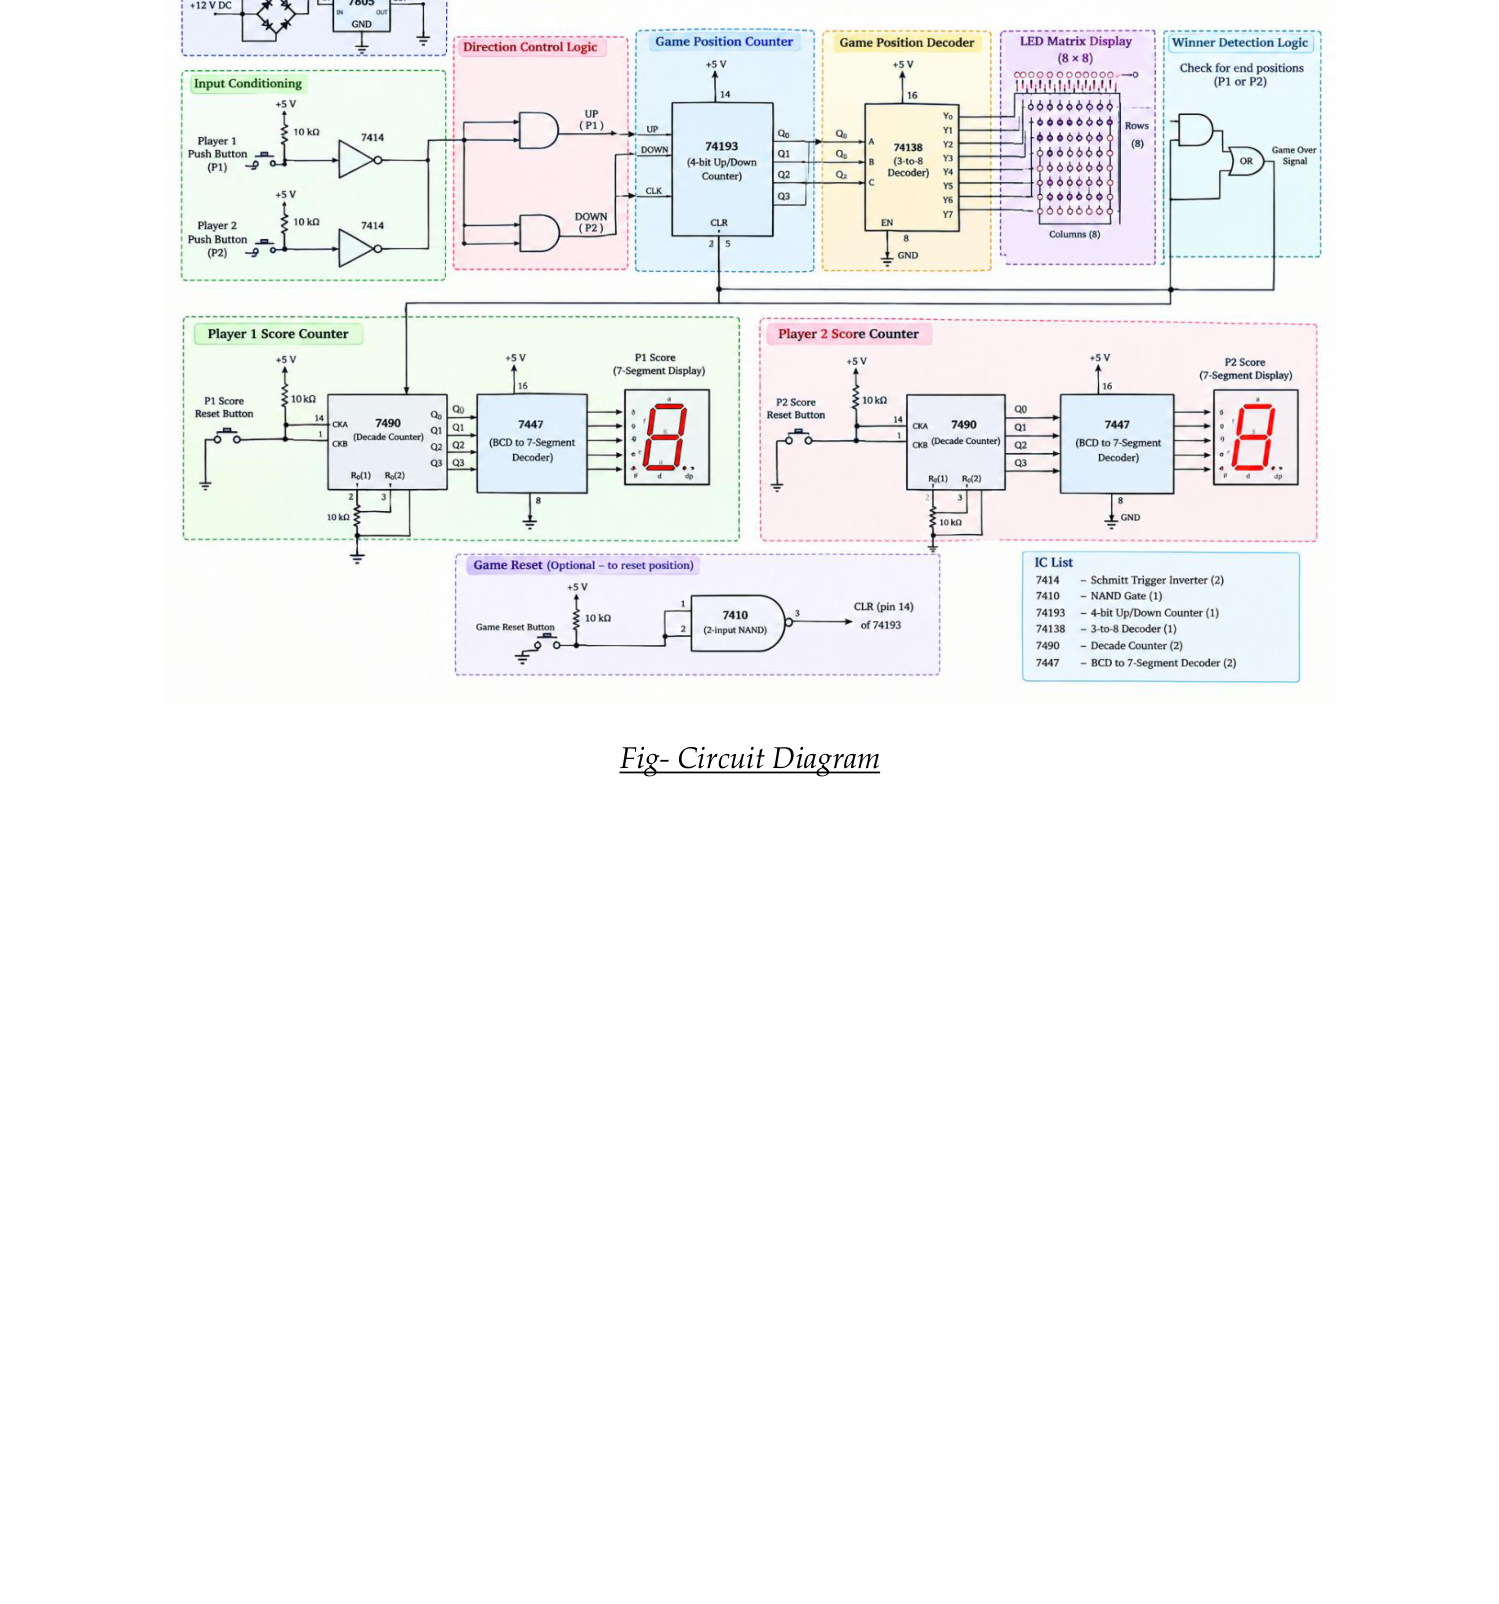 +12 V DC
7805
IN OUT
GND
Direction Control Logic
UP
( P1 )
DOWN
( P2 )
Game Position Counter
+5 V
14
UP
DOWN
CLK
74193
(4-bit Up/Down
Counter)
CLR
Q₀
Q1
Q2
Q3
2 5
Game Position Decoder
+5 V
16
Q₀
Q₀
Q₂
A
B
C
74138
(3-to-8
Decoder)
EN
8
GND
Y₀
Y1
Y2
Y3
Y4
Y5
Y6
Y7
LED Matrix Display
(8 × 8)
Rows
(8)
Columns (8)
Winner Detection Logic
Check for end positions
(P1 or P2)
OR
Game Over
Signal
Input Conditioning
+5 V
10 kΩ
7414
Player 1
Push Button
(P1)
+5 V
10 kΩ
7414
Player 2
Push Button
(P2)
Player 1 Score Counter
+5 V
10 kΩ
P1 Score
Reset Button
14
1
CKA
CKB
7490
(Decade Counter)
R₀(1) R₀(2)
2 3
10 kΩ
Q₀
Q1
Q2
Q3
Q₀
Q1
Q2
Q3
+5 V
16
7447
(BCD to 7-Segment
Decoder)
8
P1 Score
(7-Segment Display)
a
d dp
Player 2 Score Counter
+5 V
10 kΩ
P2 Score
Reset Button
14
1
CKA
CKB
7490
(Decade Counter)
R₀(1) R₀(2)
2 3
10 kΩ
Q0
Q1
Q2
Q3
+5 V
16
7447
(BCD to 7-Segment
Decoder)
8
GND
P2 Score
(7-Segment Display)
a
d dp
Game Reset (Optional – to reset position)
+5 V
10 kΩ
Game Reset Button
1
2
7410
(2-input NAND)
3
CLR (pin 14)
of 74193
IC List
7414 – Schmitt Trigger Inverter (2)
7410 – NAND Gate (1)
74193 – 4-bit Up/Down Counter (1)
74138 – 3-to-8 Decoder (1)
7490 – Decade Counter (2)
7447 – BCD to 7-Segment Decoder (2)
Fig- Circuit Diagram